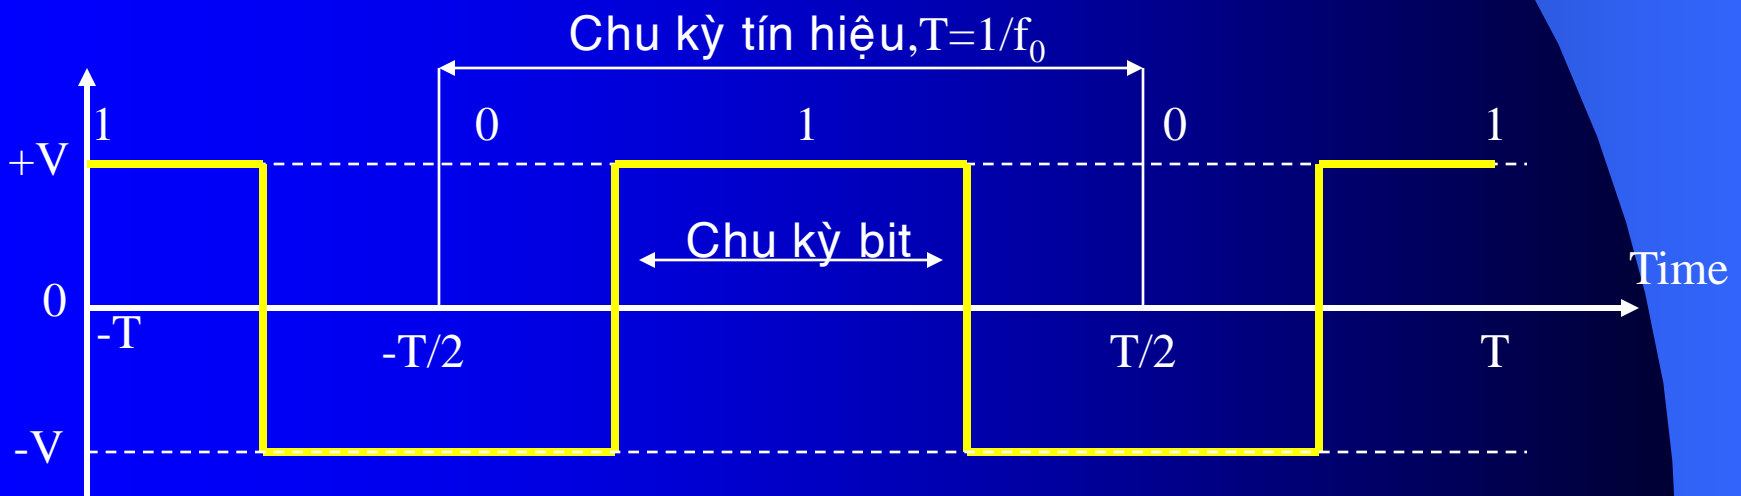 Chu kỳ tín hiệu,T=1/f₀
1 0 1 0 1
+V
Chu kỳ bit
Time
0
-T -T/2 T/2 T
-V